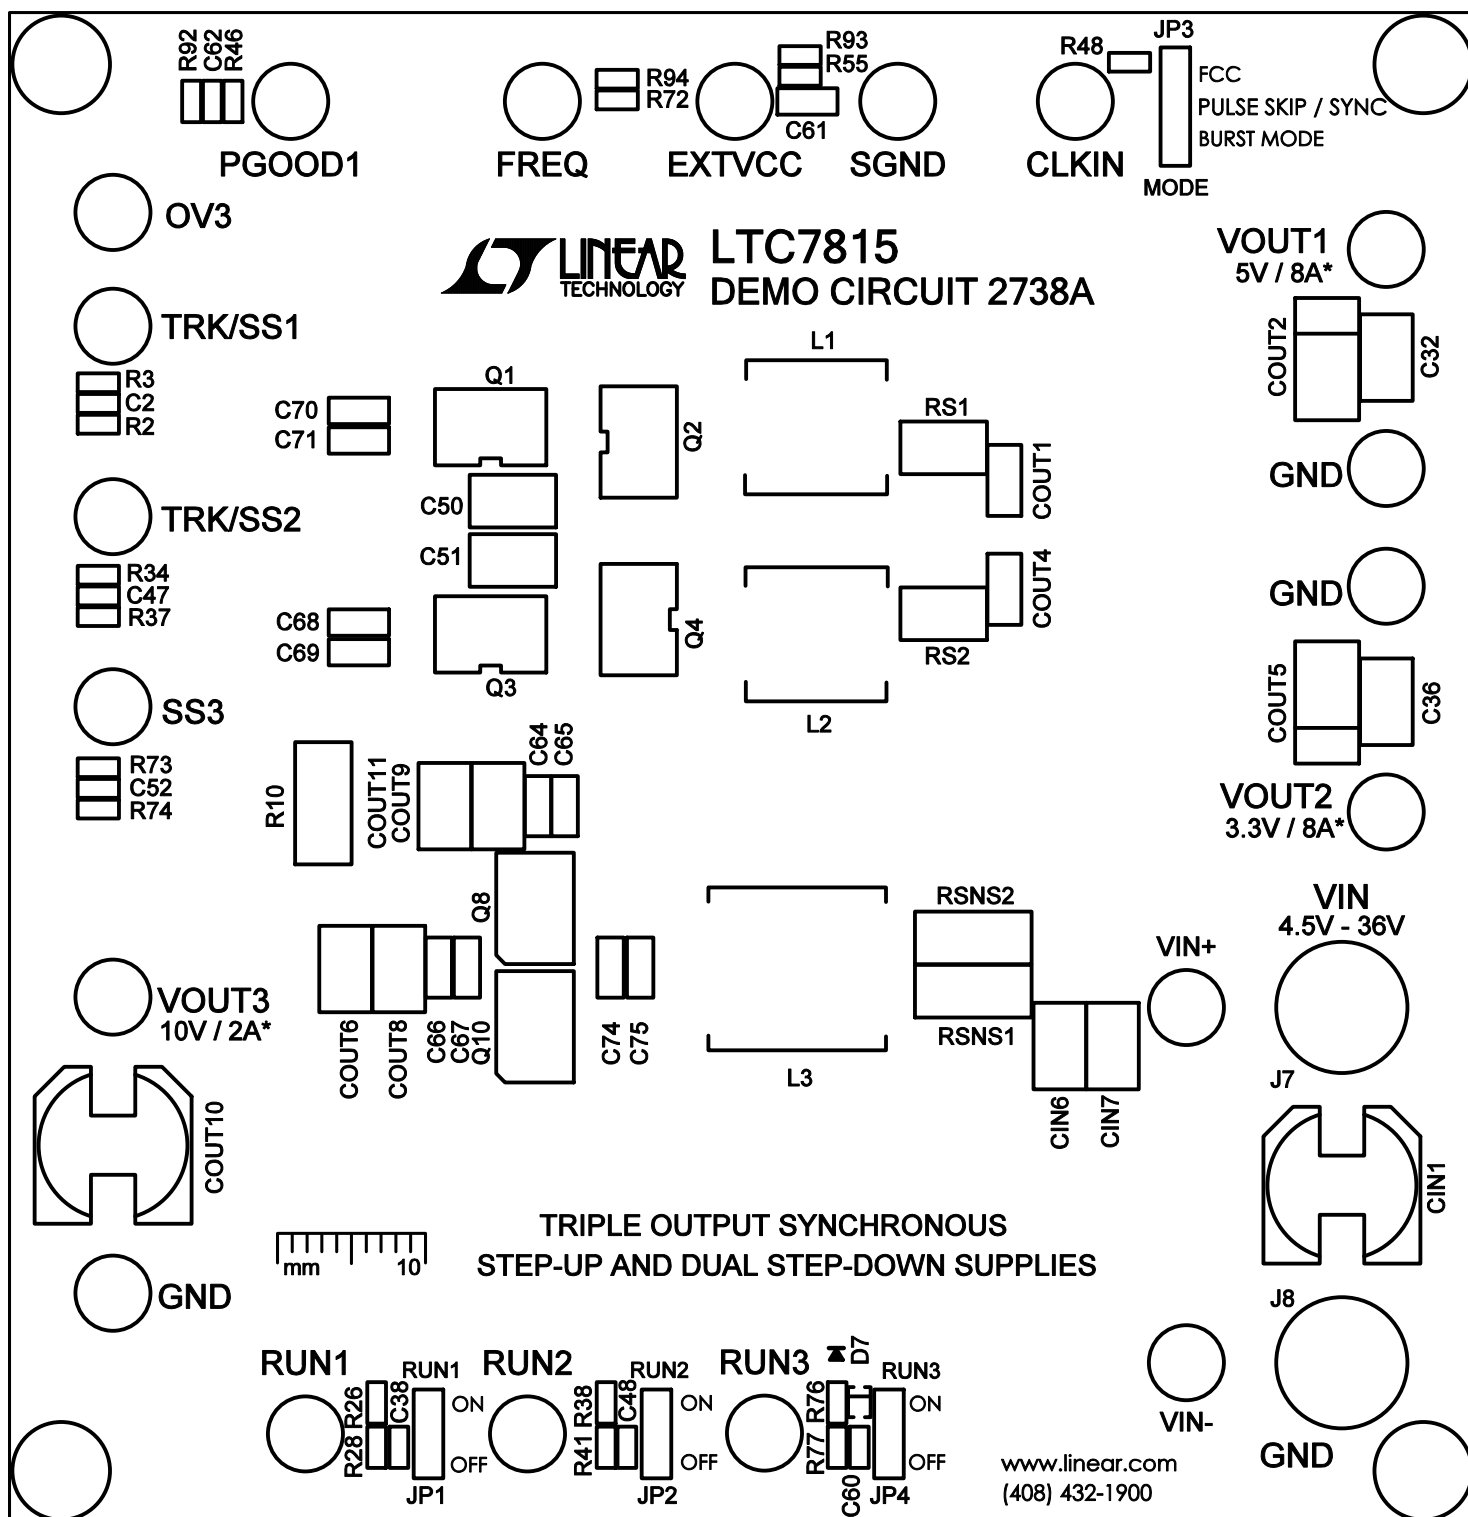 R92
C62
R46
PGOOD1
FREQ
R94
R72
EXTVCC
R93
R55
C61
SGND
CLKIN
R48
JP3
FCC
PULSE SKIP / SYNC
BURST MODE
MODE
OV3
LINEAR
TECHNOLOGY
LTC7815
DEMO CIRCUIT 2738A
VOUT1
5V / 8A*
TRK/SS1
R3
C2
R2
C70
C71
Q1
Q2
L1
RS1
COUT1
COUT2
C32
GND
C50
C51
TRK/SS2
R34
C47
R37
C68
C69
Q3
Q4
L2
RS2
COUT4
GND
COUT5
C36
SS3
R73
C52
R74
R10
COUT11
COUT9
C64
C65
VOUT2
3.3V / 8A*
Q8
RSNS2
VIN
4.5V - 36V
VIN+
VOUT3
10V / 2A*
COUT6
COUT8
C66
C67
Q10
C74
C75
L3
RSNS1
CIN6
CIN7
J7
COUT10
CIN1
TRIPLE OUTPUT SYNCHRONOUS
STEP-UP AND DUAL STEP-DOWN SUPPLIES
mm 10
GND
J8
RUN1
R26
R28
C38
RUN1
ON
OFF
JP1
RUN2
R38
R41
C48
RUN2
ON
OFF
JP2
RUN3
D7
R76
R77
C60
RUN3
ON
OFF
JP4
VIN-
GND
www.linear.com
(408) 432-1900